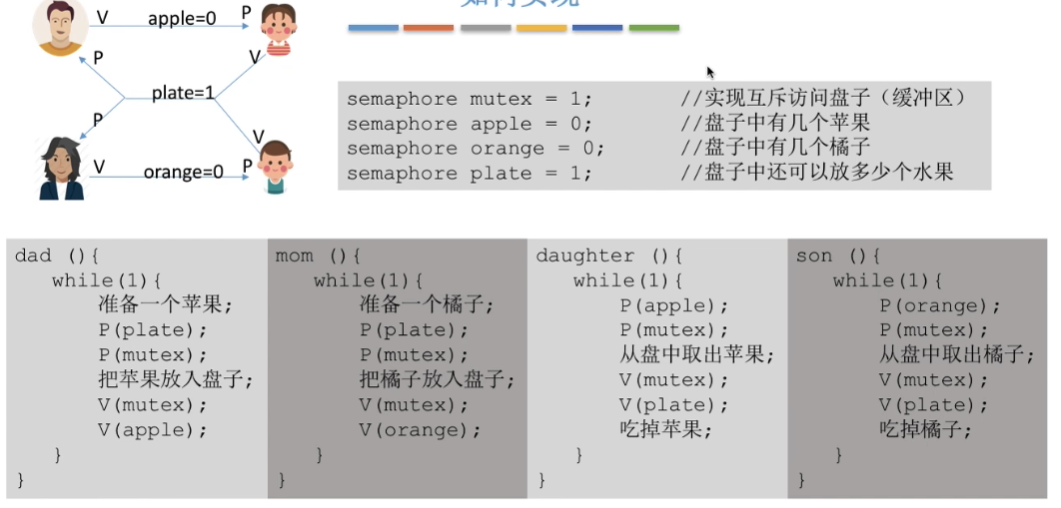 如何实现
V apple=0 P
P V
plate=1
P V
V orange=0 P
semaphore mutex = 1; //实现互斥访问盘子（缓冲区）
semaphore apple = 0; //盘子中有几个苹果
semaphore orange = 0; //盘子中有几个橘子
semaphore plate = 1; //盘子中还可以放多少个水果
dad (){
while(1){
准备一个苹果;
P(plate);
P(mutex);
把苹果放入盘子;
V(mutex);
V(apple);
}
}
mom (){
while(1){
准备一个橘子;
P(plate);
P(mutex);
把橘子放入盘子;
V(mutex);
V(orange);
}
}
daughter (){
while(1){
P(apple);
P(mutex);
从盘中取出苹果;
V(mutex);
V(plate);
吃掉苹果;
}
}
son (){
while(1){
P(orange);
P(mutex);
从盘中取出橘子;
V(mutex);
V(plate);
吃掉橘子;
}
}